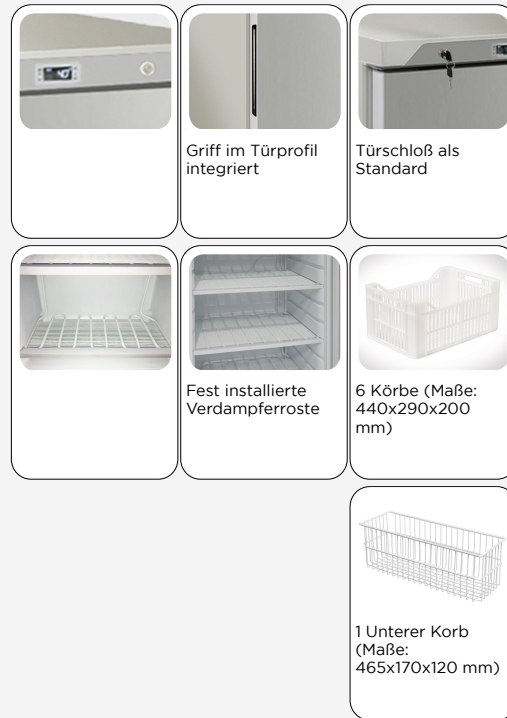 Griff im Türprofil
integriert
Türschloß als
Standard
Fest installierte
Verdampferroste
6 Körbe (Maße:
440x290x200
mm)
1 Unterer Korb
(Maße:
465x170x120 mm)